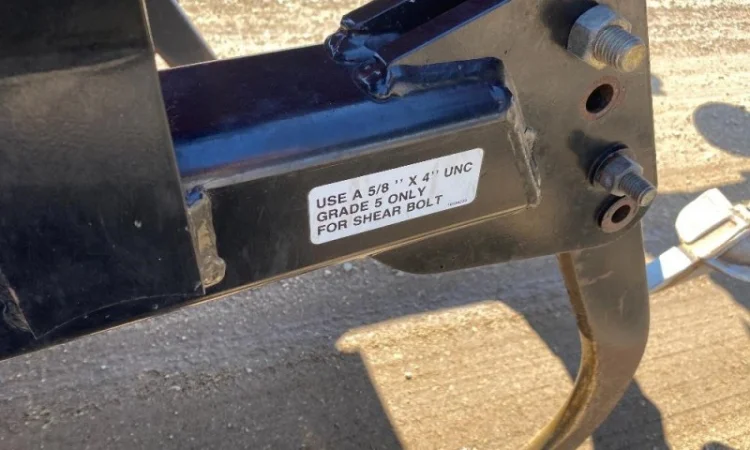 USE A 5/8 '' X 4'' UNC
GRADE 5 ONLY
FOR SHEAR BOLT